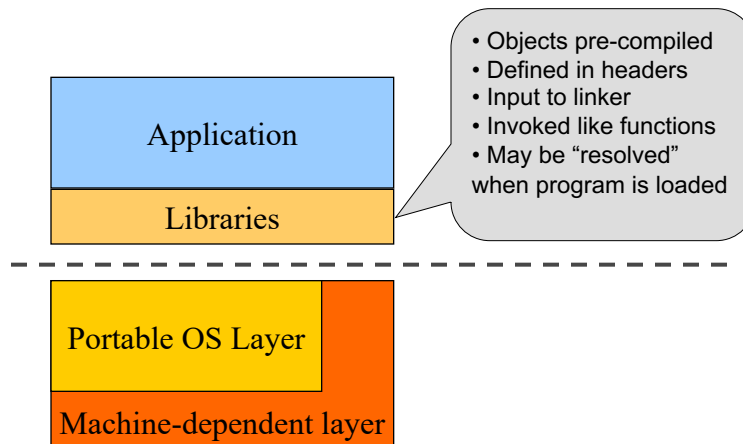 • Objects pre-compiled
• Defined in headers
• Input to linker
• Invoked like functions
• May be “resolved”
when program is loaded
Application
Libraries
Portable OS Layer
Machine-dependent layer